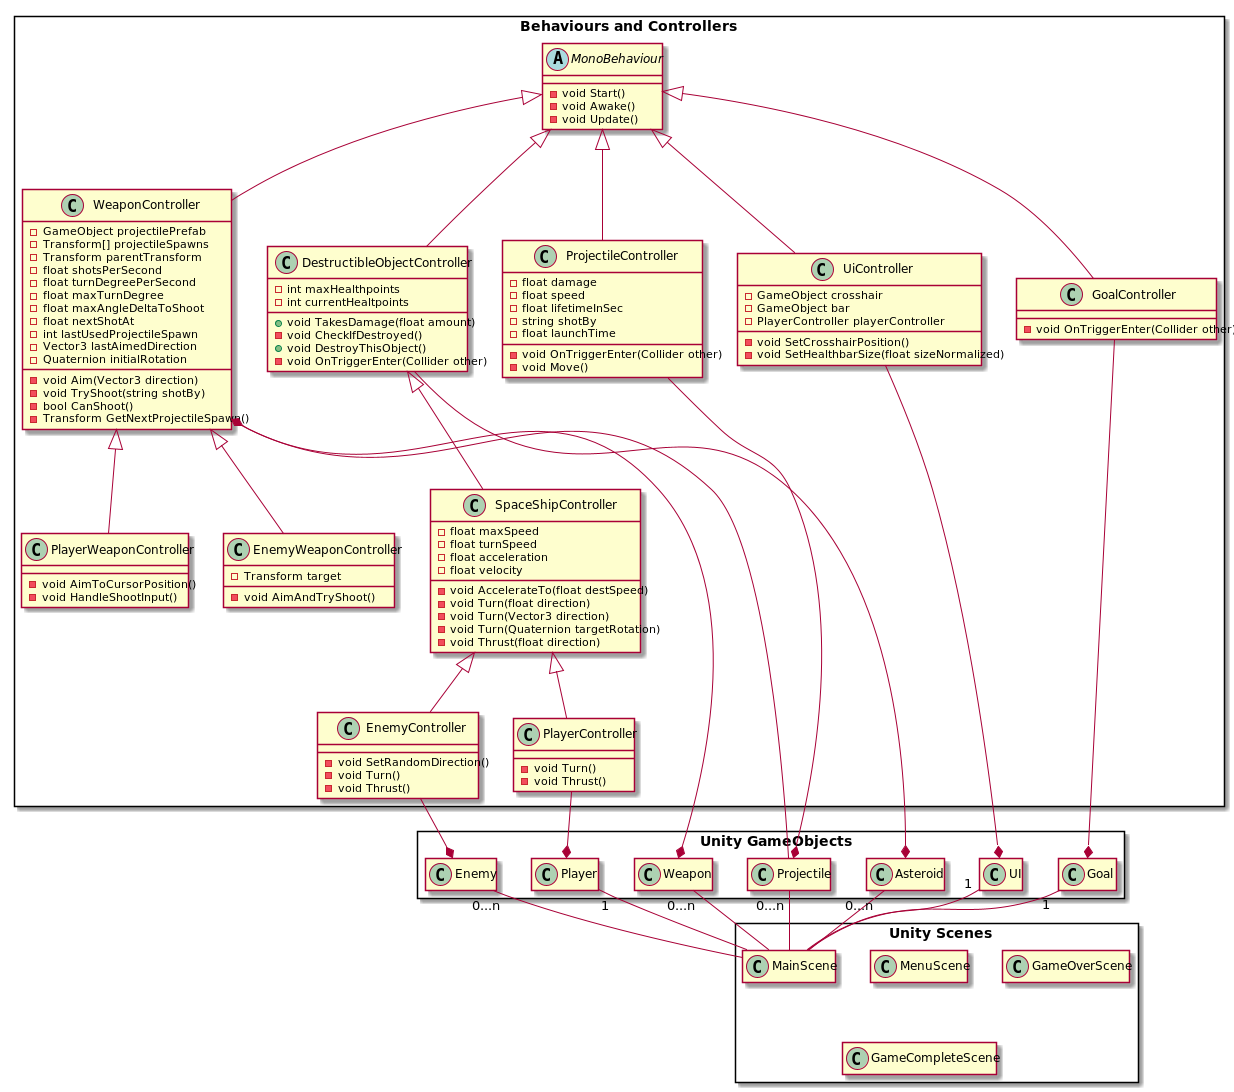 Behaviours and Controllers
A MonoBehaviour
void Start()
void Awake()
void Update()
C WeaponController
GameObject projectilePrefab
Transform[] projectileSpawns
Transform parentTransform
float shotsPerSecond
float turnDegreePerSecond
float maxTurnDegree
float maxAngleDeltaToShoot
float nextShotAt
int lastUsedProjectileSpawn
Vector3 lastAimedDirection
Quaternion initialRotation
void Aim(Vector3 direction)
void TryShoot(string shotBy)
bool CanShoot()
Transform GetNextProjectileSpawn()
C DestructibleObjectController
int maxHealthpoints
int currentHealtpoints
void TakesDamage(float amount)
void CheckIfDestroyed()
void DestroyThisObject()
void OnTriggerEnter(Collider other)
C ProjectileController
float damage
float speed
float lifetimeInSec
string shotBy
float launchTime
void OnTriggerEnter(Collider other)
void Move()
C UiController
GameObject crosshair
GameObject bar
PlayerController playerController
void SetCrosshairPosition()
void SetHealthbarSize(float sizeNormalized)
C GoalController
void OnTriggerEnter(Collider other)
C PlayerWeaponController
void AimToCursorPosition()
void HandleShootInput()
C EnemyWeaponController
Transform target
void AimAndTryShoot()
C SpaceShipController
float maxSpeed
float turnSpeed
float acceleration
float velocity
void AccelerateTo(float destSpeed)
void Turn(float direction)
void Turn(Vector3 direction)
void Turn(Quaternion targetRotation)
void Thrust(float direction)
C EnemyController
void SetRandomDirection()
void Turn()
void Thrust()
C PlayerController
void Turn()
void Thrust()
Unity GameObjects
C Enemy
C Player
C Weapon
C Projectile
C Asteroid
C UI
C Goal
0...n
1
0...n
0...n
0...n
1
1
Unity Scenes
C MainScene
C MenuScene
C GameOverScene
C GameCompleteScene